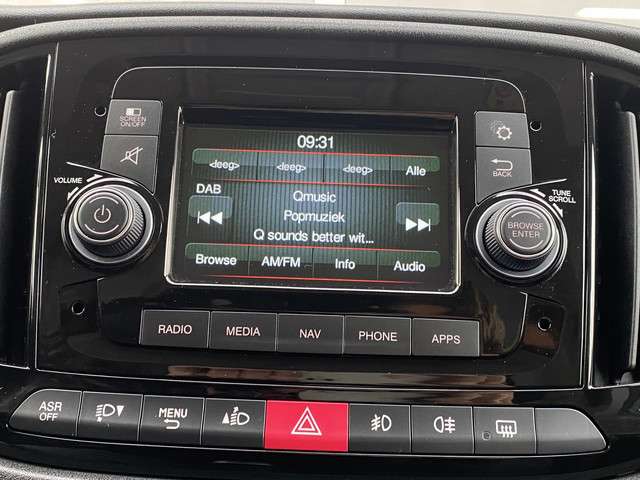 SCREEN
ON/OFF
VOLUME
09:31
<leeg> <leeg> <leeg> Alle
DAB
Qmusic
Popmuziek
Q sounds better wit...
Browse AM/FM Info Audio
BACK
TUNE
SCROLL
BROWSE
ENTER
RADIO MEDIA NAV PHONE APPS
ASR
OFF
MENU